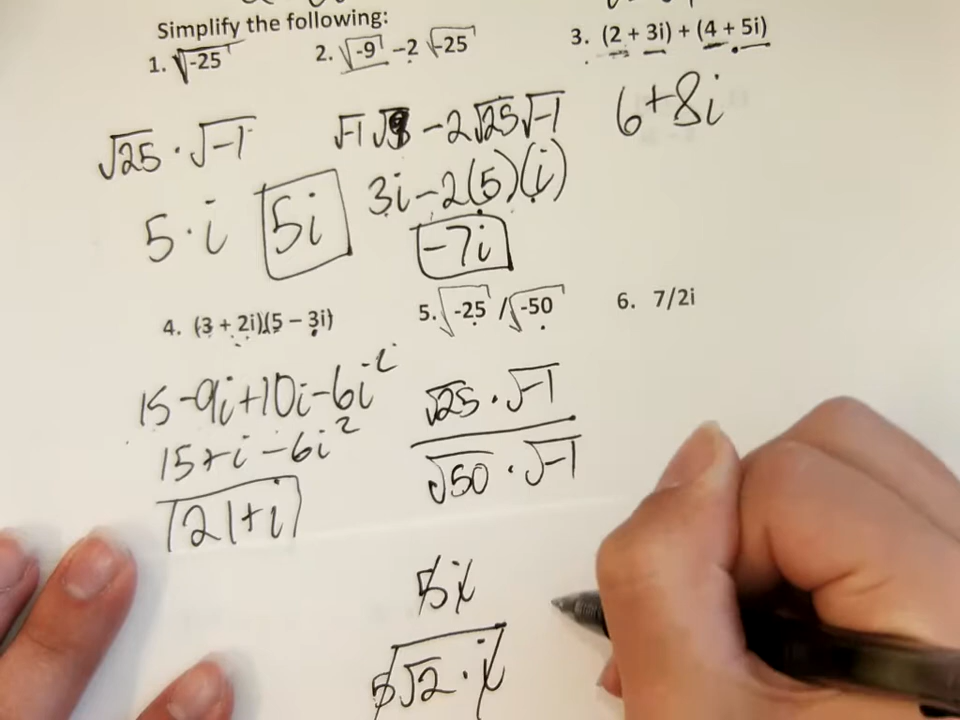 Simplify the following:
1. √-25
2. √-9 - 2 √-25
3. (2 + 3i) + (4 + 5i)
√25 · √-1
√-1 √9 - 2√25 √-1
6+8i
5 · i
5i
3i - 2(5)(i)
-7i
4. (3 + 2i)(5 – 3i)
5. √-25 /√-50
6. 7/2i
15-9i+10i-6i²
15+i-6i²
21+i
√25 · √-1
√50 · √-1
5i
5√2 · i